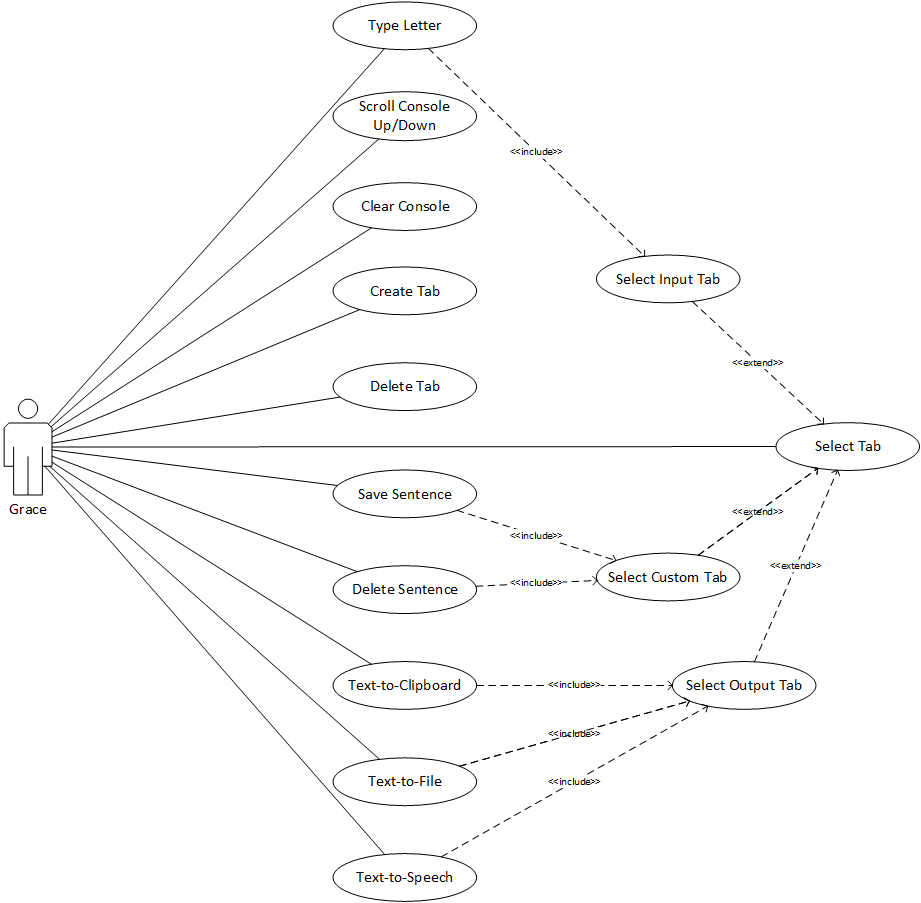 Type Letter
Scroll Console
Up/Down
<<include>>
Clear Console
Select Input Tab
Create Tab
<<extend>>
Delete Tab
Select Tab
Save Sentence
Grace
<<extend>>
<<include>>
<<extend>>
Select Custom Tab
<<include>>
Delete Sentence
Text-to-Clipboard
<<include>>
Select Output Tab
<<include>>
Text-to-File
<<include>>
Text-to-Speech